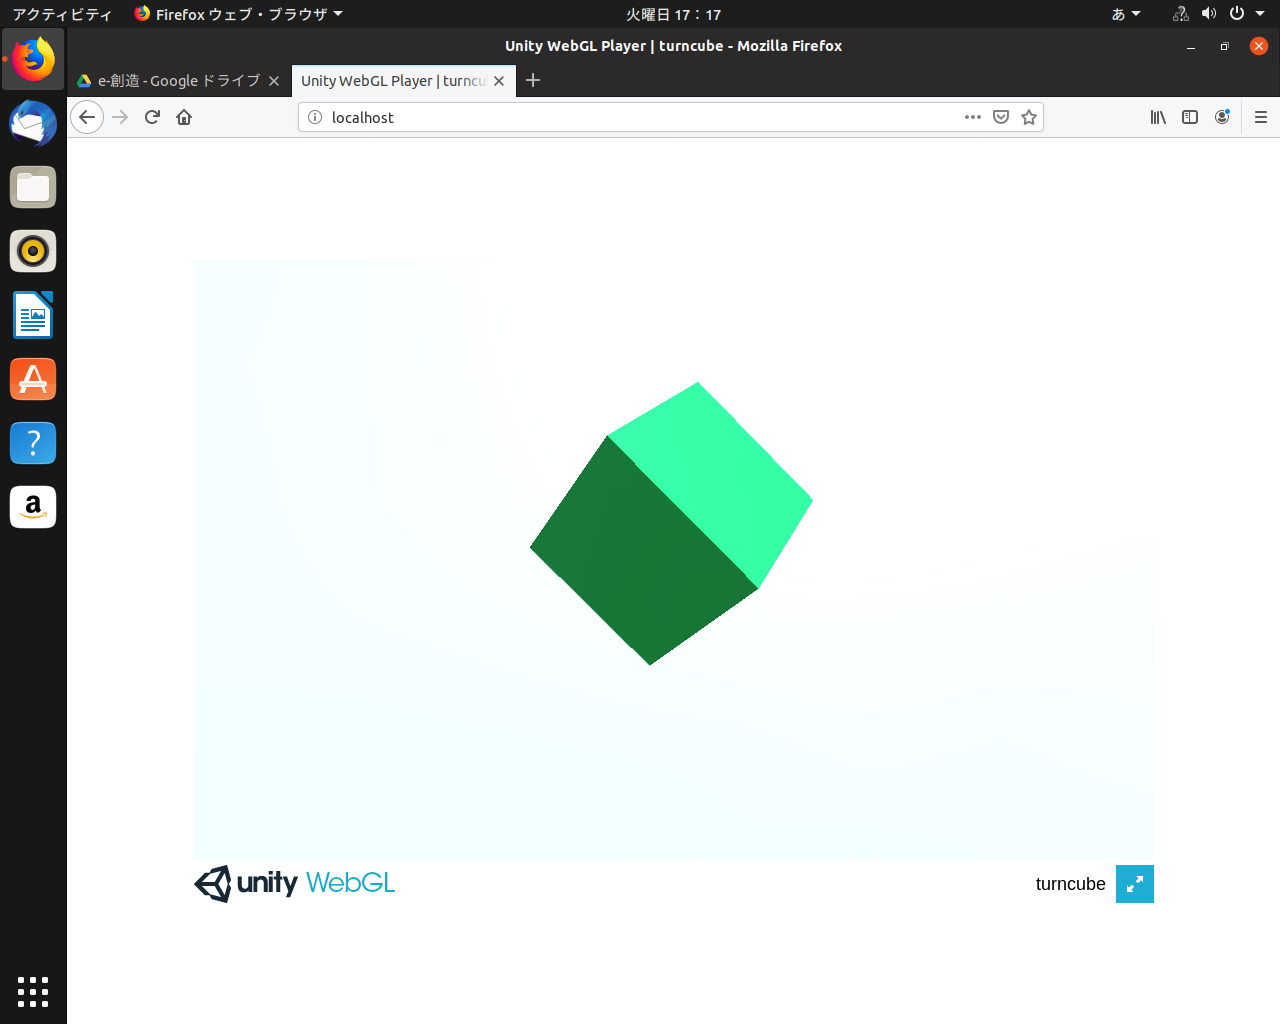 アクティビティ
Firefox ウェブ・ブラウザ
火曜日 17：17
あ
Unity WebGL Player | turncube - Mozilla Firefox
e-創造 - Google ドライブ
Unity WebGL Player | turncu
localhost
unity WebGL
turncube